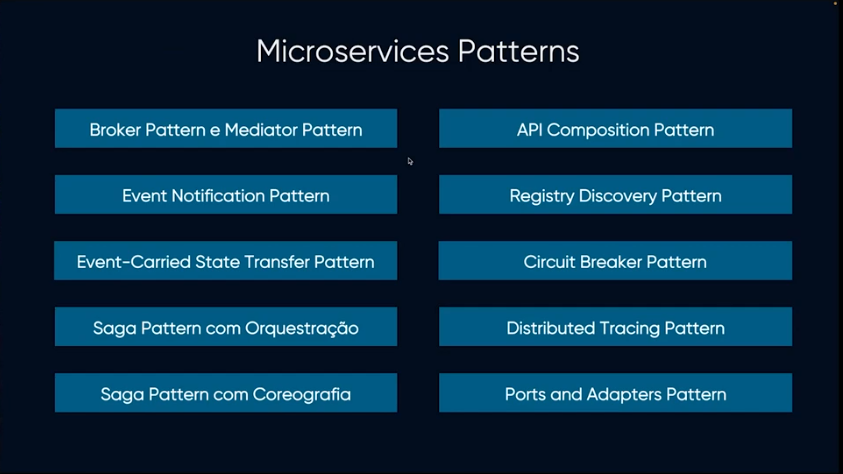 Microservices Patterns
Broker Pattern e Mediator Pattern
API Composition Pattern
Event Notification Pattern
Registry Discovery Pattern
Event-Carried State Transfer Pattern
Circuit Breaker Pattern
Saga Pattern com Orquestração
Distributed Tracing Pattern
Saga Pattern com Coreografia
Ports and Adapters Pattern